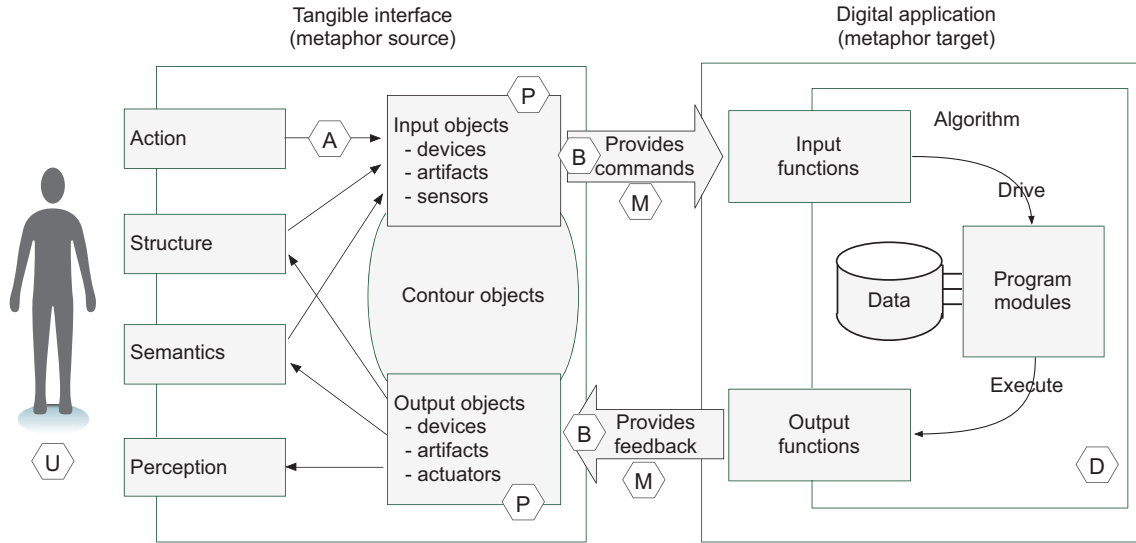 Tangible interface
(metaphor source)
Digital application
(metaphor target)
Action
A
P
Input objects
- devices
- artifacts
- sensors
B
Provides
commands
M
Input
functions
Algorithm
Drive
Structure
Contour objects
Data
Program
modules
Semantics
Execute
Output objects
- devices
- artifacts
- actuators
P
B
Provides
feedback
M
Output
functions
D
Perception
U